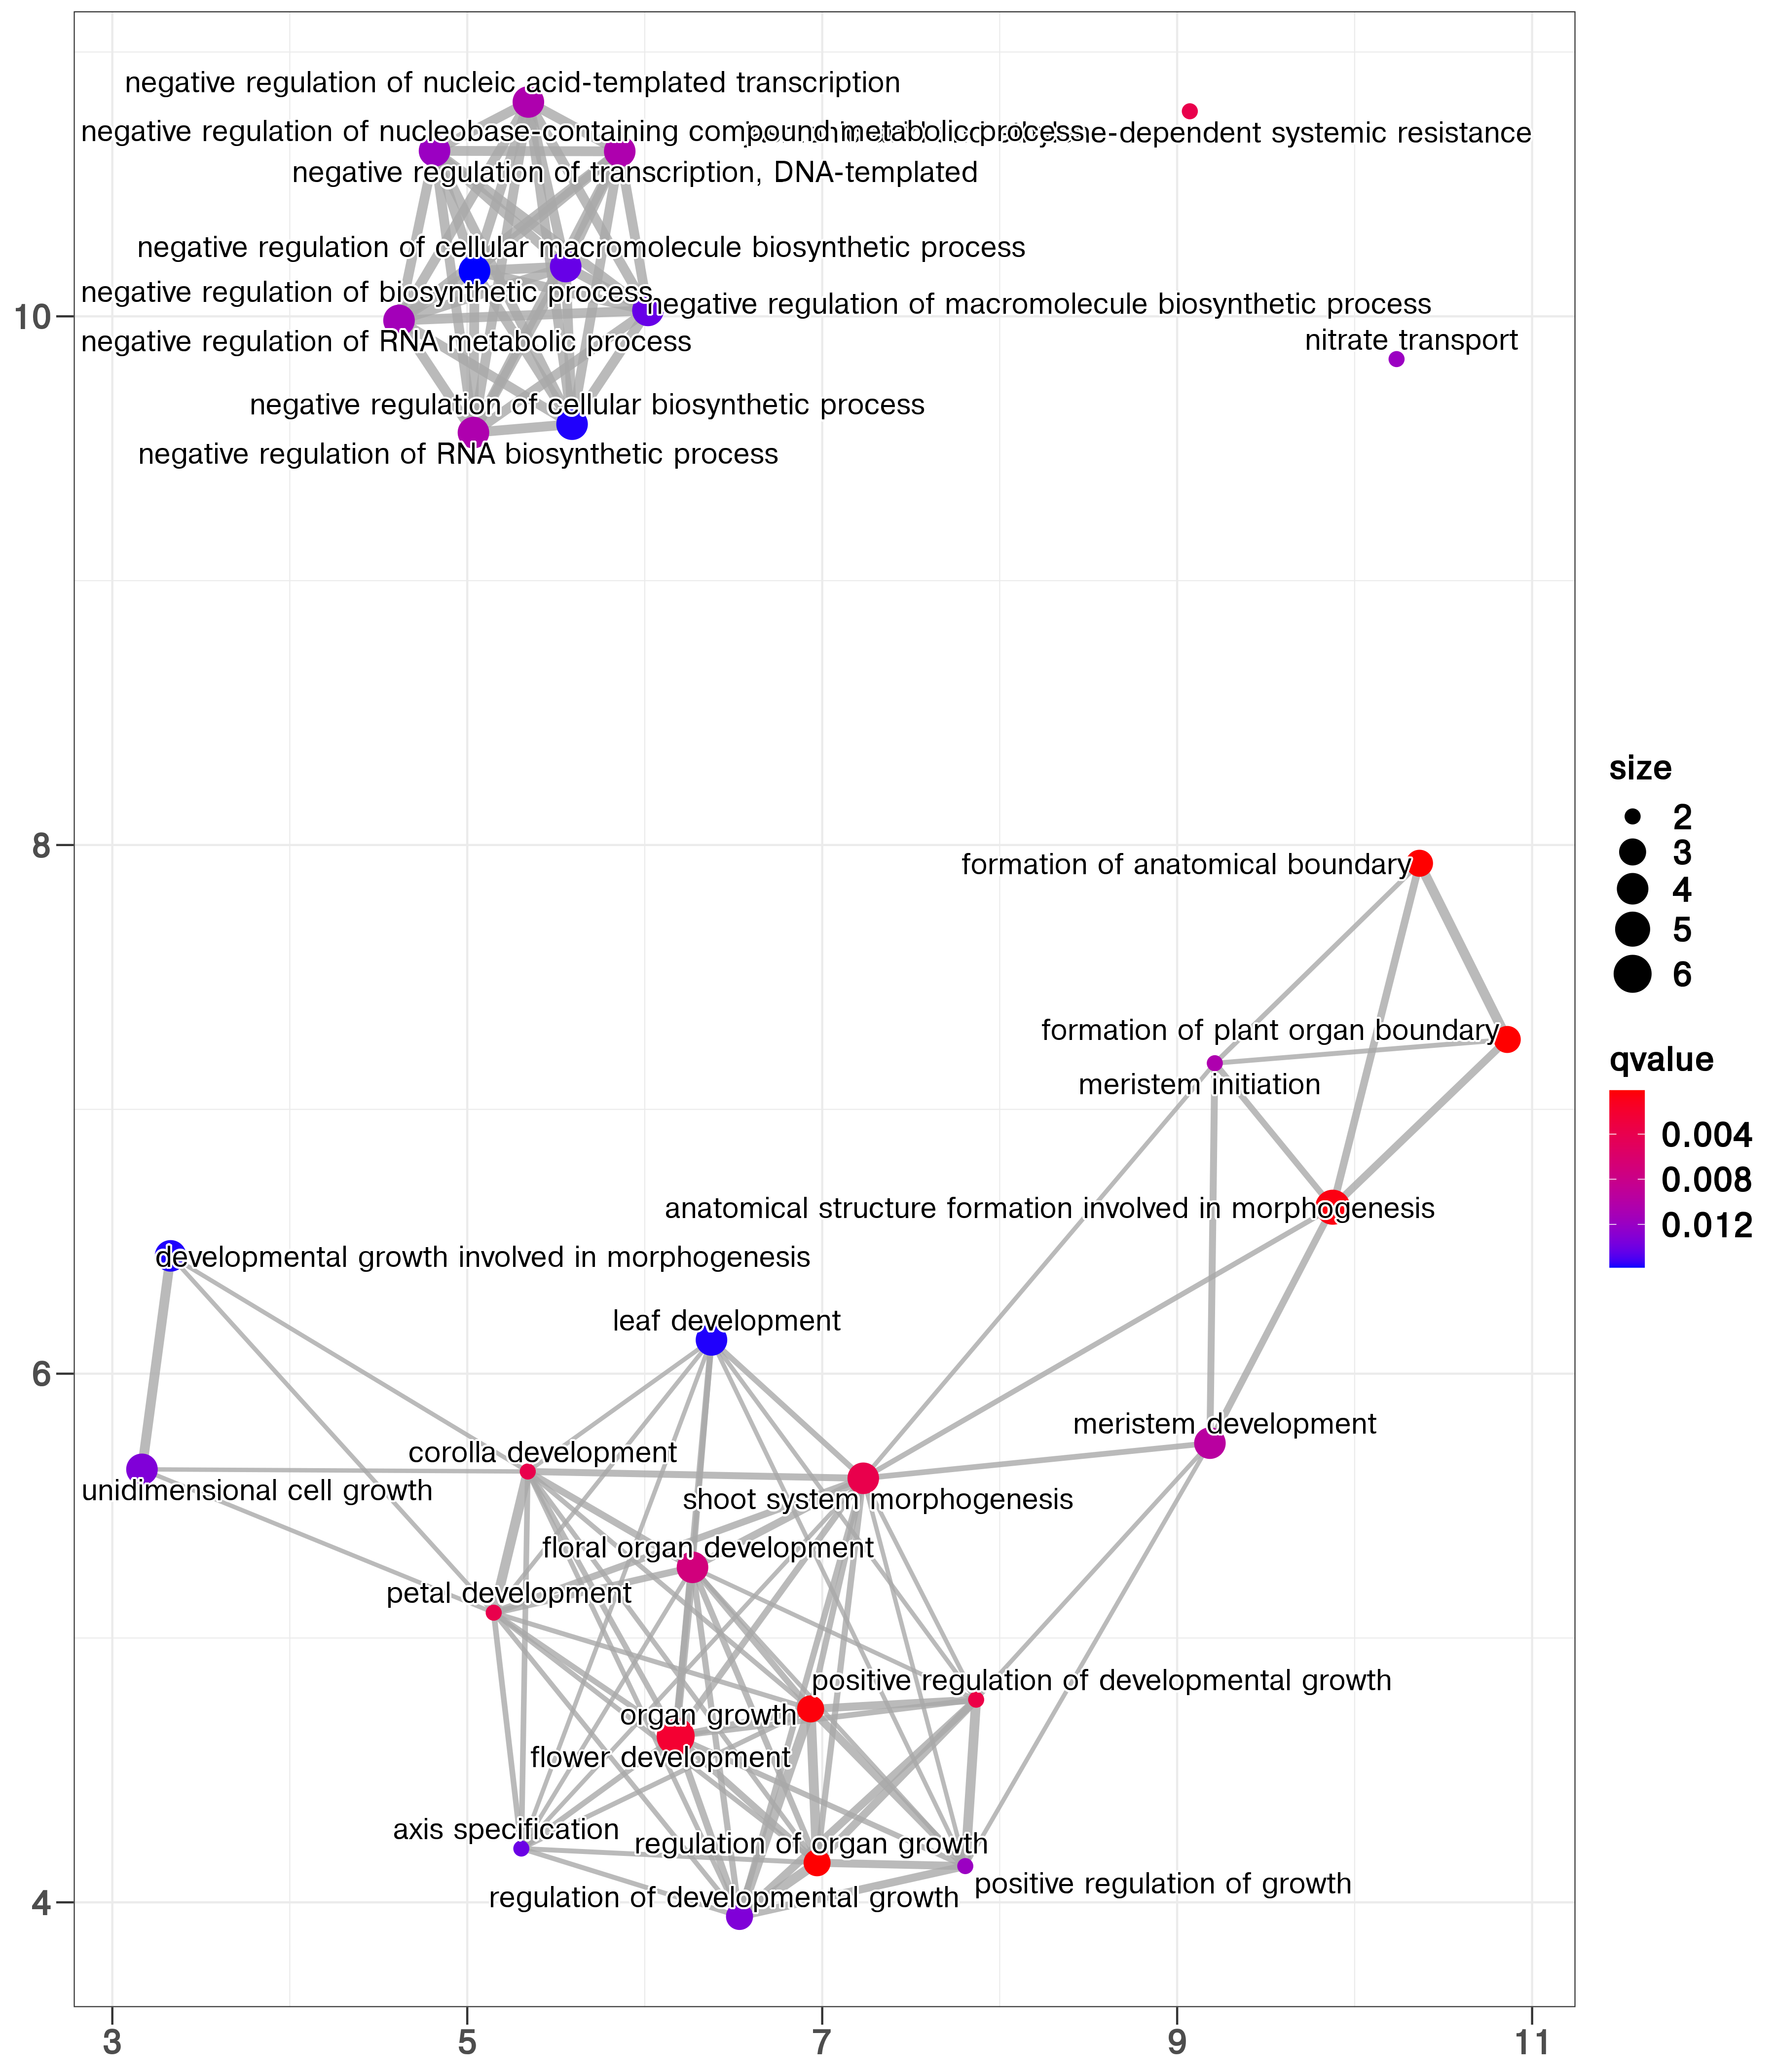 negative regulation of nucleic acid-templated transcription
negative regulation of nucleobase-containing compound metabolic process
-dependent systemic resistance
negative regulation of transcription, DNA-templated
negative regulation of cellular macromolecule biosynthetic process
negative regulation of biosynthetic process
negative regulation of macromolecule biosynthetic process
10
nitrate transport
negative regulation of RNA metabolic process
negative regulation of cellular biosynthetic process
negative regulation of RNA biosynthetic process
8
formation of anatomical boundary
formation of plant organ boundary
meristem initiation
anatomical structure formation involved in morphogenesis
developmental growth involved in morphogenesis
leaf development
6
meristem development
corolla development
unidimensional cell growth
shoot system morphogenesis
floral organ development
petal development
positive regulation of developmental growth
organ growth
flower development
axis specification
regulation of organ growth
positive regulation of growth
regulation of developmental growth
4
3
5
7
9
11
size
2
3
4
5
6
qvalue
0.004
0.008
0.012